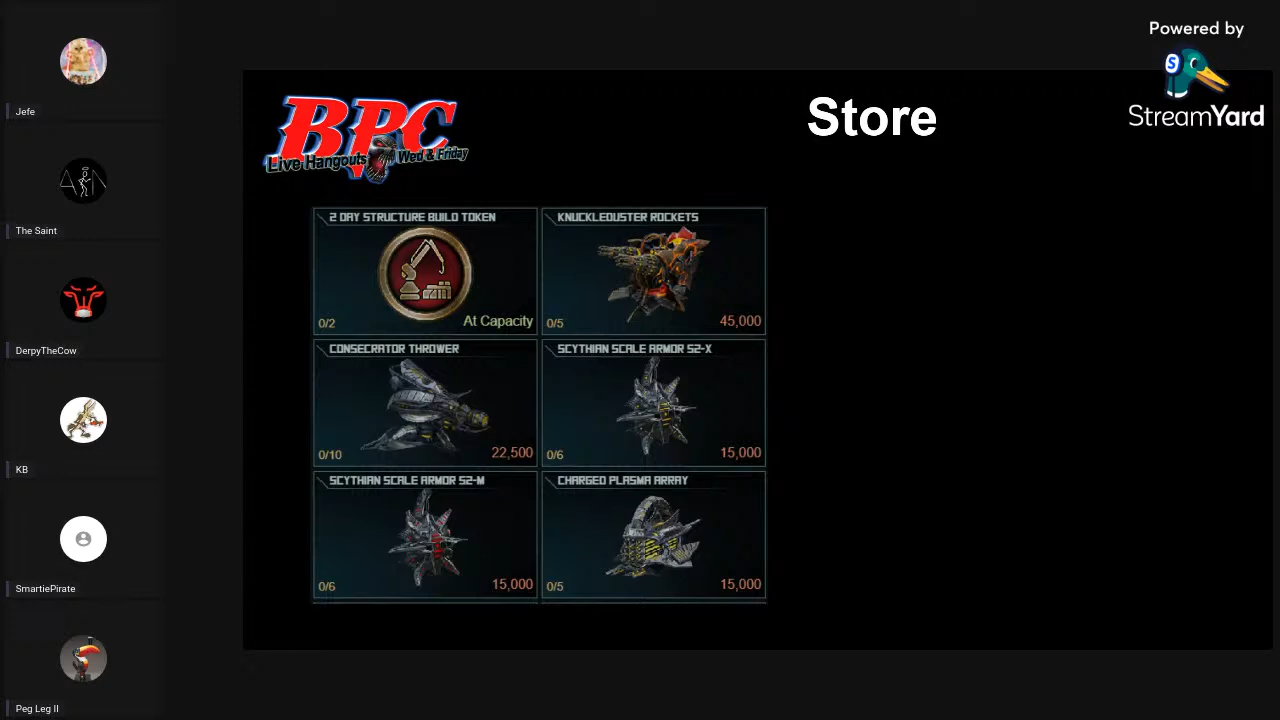 Powered by
StreamYard
Jefe
The Saint
DerpyTheCow
KB
SmartiePirate
Peg Leg II
BPC
Live Hangouts Wed & Friday
Store
2 DAY STRUCTURE BUILD TOKEN
0/2
At Capacity
KNUCKLEDUSTER ROCKETS
0/5
45,000
CONSECRATOR THROWER
0/10
22,500
SCYTHIAN SCALE ARMOR S2-X
0/6
15,000
SCYTHIAN SCALE ARMOR S2-M
0/6
15,000
CHARGED PLASMA ARRAY
0/5
15,000